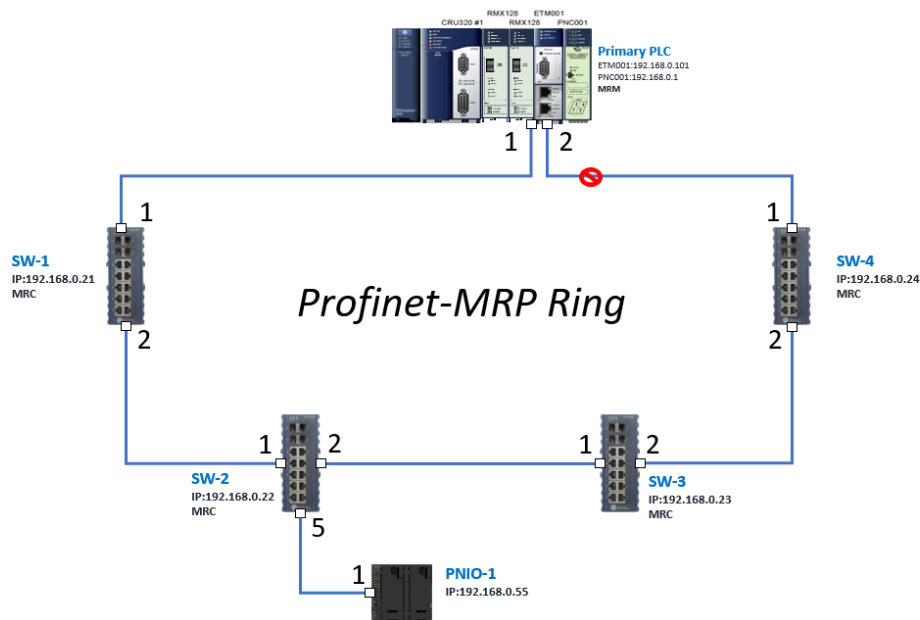 RMX128 ETM001
CRU320 #1 RMX128 PNC001
Primary PLC
ETM001:192.168.0.101
PNC001:192.168.0.1
MRM
1 2
1
1
SW-1
IP:192.168.0.21
MRC
SW-4
IP:192.168.0.24
MRC
Profinet-MRP Ring
2
2
1 2
1 2
SW-2
IP:192.168.0.22
MRC
SW-3
IP:192.168.0.23
MRC
5
1
PNIO-1
IP:192.168.0.55